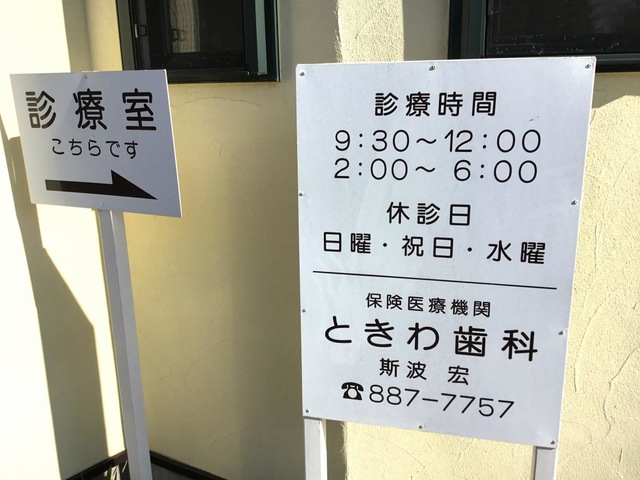 診療室
こちらです
診療時間
9:30～12:00
2:00～ 6:00
休診日
日曜・祝日・水曜
保険医療機関
ときわ歯科
斯波 宏
☎887-7757